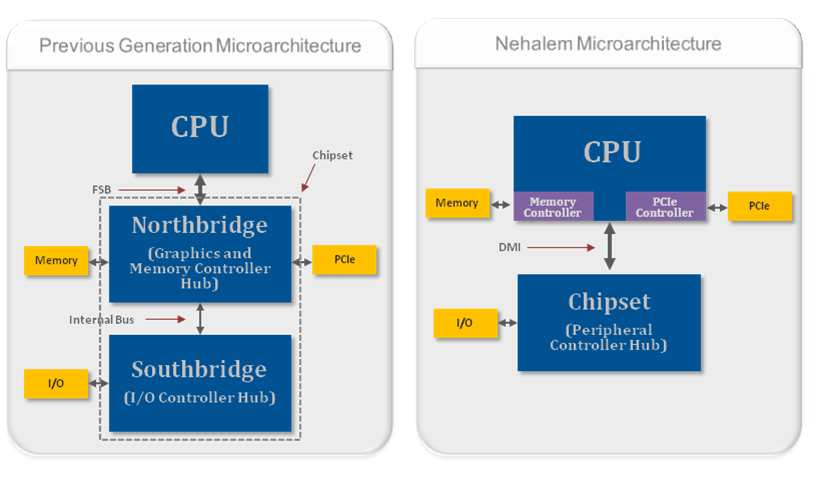 Previous Generation Microarchitecture
CPU
Chipset
FSB
Northbridge
(Graphics and
Memory Controller
Hub)
Memory
PCIe
Internal Bus
Southbridge
(I/O Controller Hub)
I/O
Nehalem Microarchitecture
CPU
Memory
Memory
Controller
PCIe
Controller
PCIe
DMI
Chipset
(Peripheral
Controller Hub)
I/O